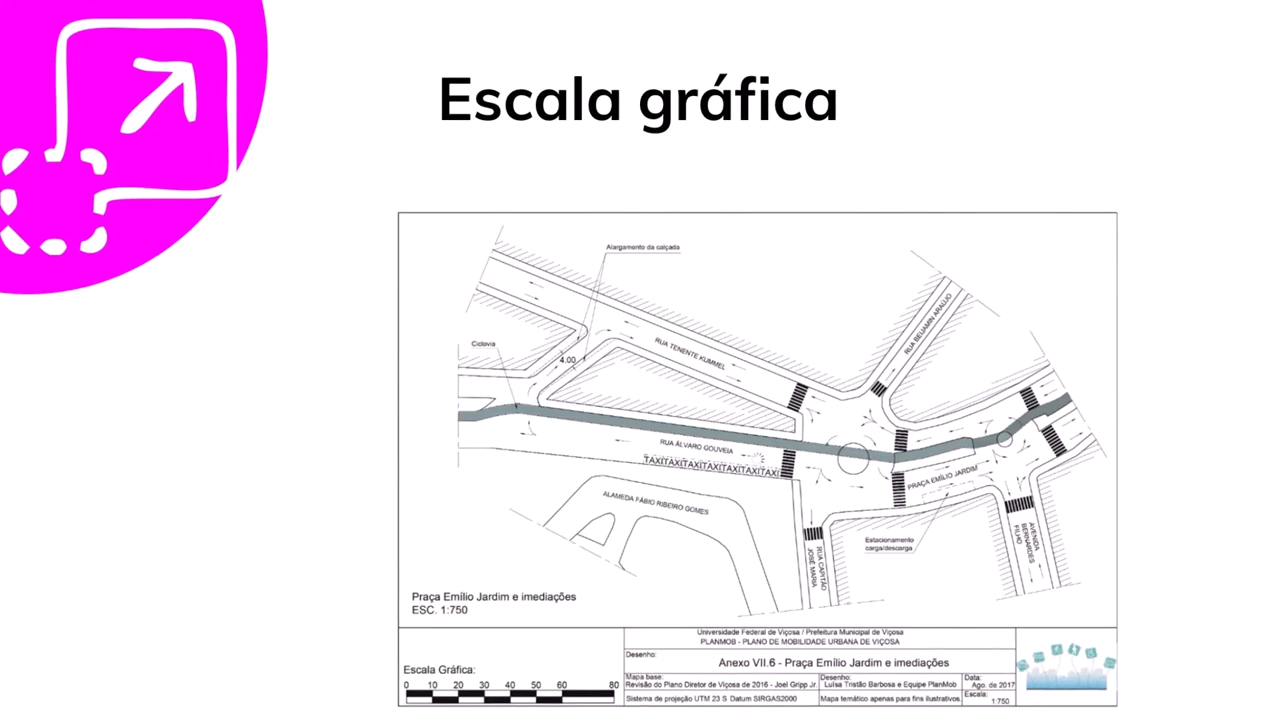 Escala gráfica
Alargamento da calçada
Ciclovia
4.00
RUA TENENTE KUMMEL
RUA BELIJAMIN ARAÚJO
RUA ÁLVARO GOUVEIA
TAXITAXITAXITAXITAXITAXITAXI
ALAMEDA FÁBIO RIBEIRO GOMES
PRAÇA EMÍLIO JARDIM
Estacionamento
carga/descarga
RUA CAPITÃO
JOSÉ MARIA
AVENIDA
BERNARDES
FILHO
Praça Emílio Jardim e imediações
ESC. 1:750
Escala Gráfica:
0 10 20 30 40 50 60 80
Universidade Federal de Viçosa / Prefeitura Municipal de Viçosa
PLANMOB - PLANO DE MOBILIDADE URBANA DE VIÇOSA
Desenho:
Anexo VII.6 - Praça Emílio Jardim e imediações
Mapa base:
Revisão do Plano Diretor de Viçosa de 2016 - Joel Gripp Jr.
Desenho:
Luísa Tristão Barbosa e Equipe PlanMob
Data:
Ago. de 2017
Sistema de projeção UTM 23 S Datum SIRGAS2000
Mapa temático apenas para fins ilustrativos.
Escala:
1:750